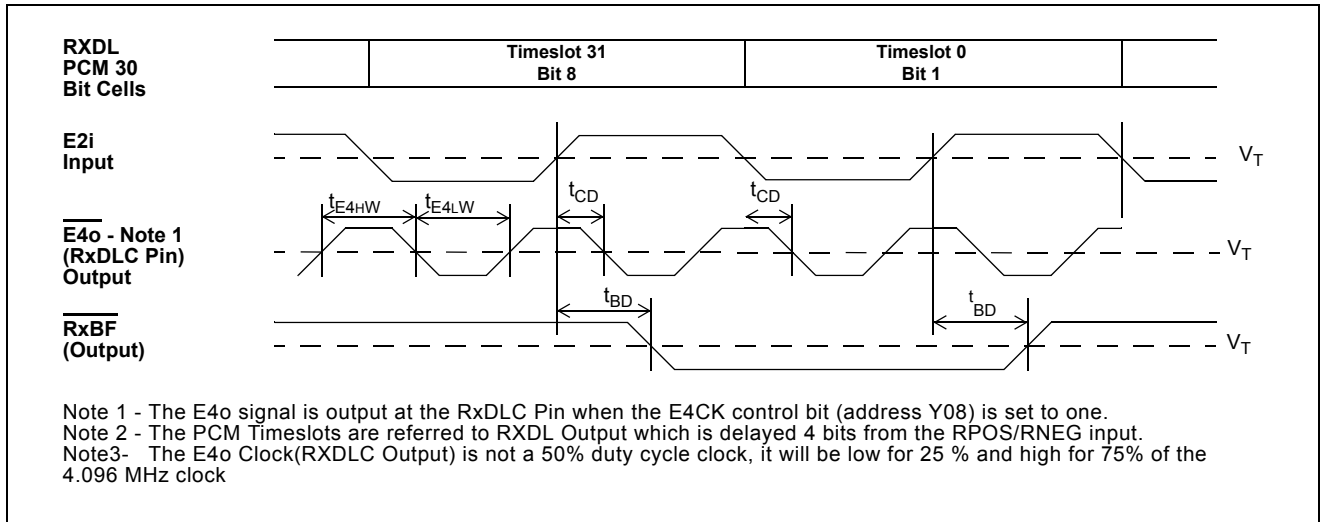 RXDL
PCM 30
Bit Cells
Timeslot 31
Bit 8
Timeslot 0
Bit 1
E2i
Input
VT
tE4HW
tE4LW
tCD
tCD
E4o - Note 1
(RxDLC Pin)
Output
VT
tBD
tBD
RxBF
(Output)
VT
Note 1 - The E4o signal is output at the RxDLC Pin when the E4CK control bit (address Y08) is set to one.
Note 2 - The PCM Timeslots are referred to RXDL Output which is delayed 4 bits from the RPOS/RNEG input.
Note3- The E4o Clock(RXDLC Output) is not a 50% duty cycle clock, it will be low for 25 % and high for 75% of the
4.096 MHz clock